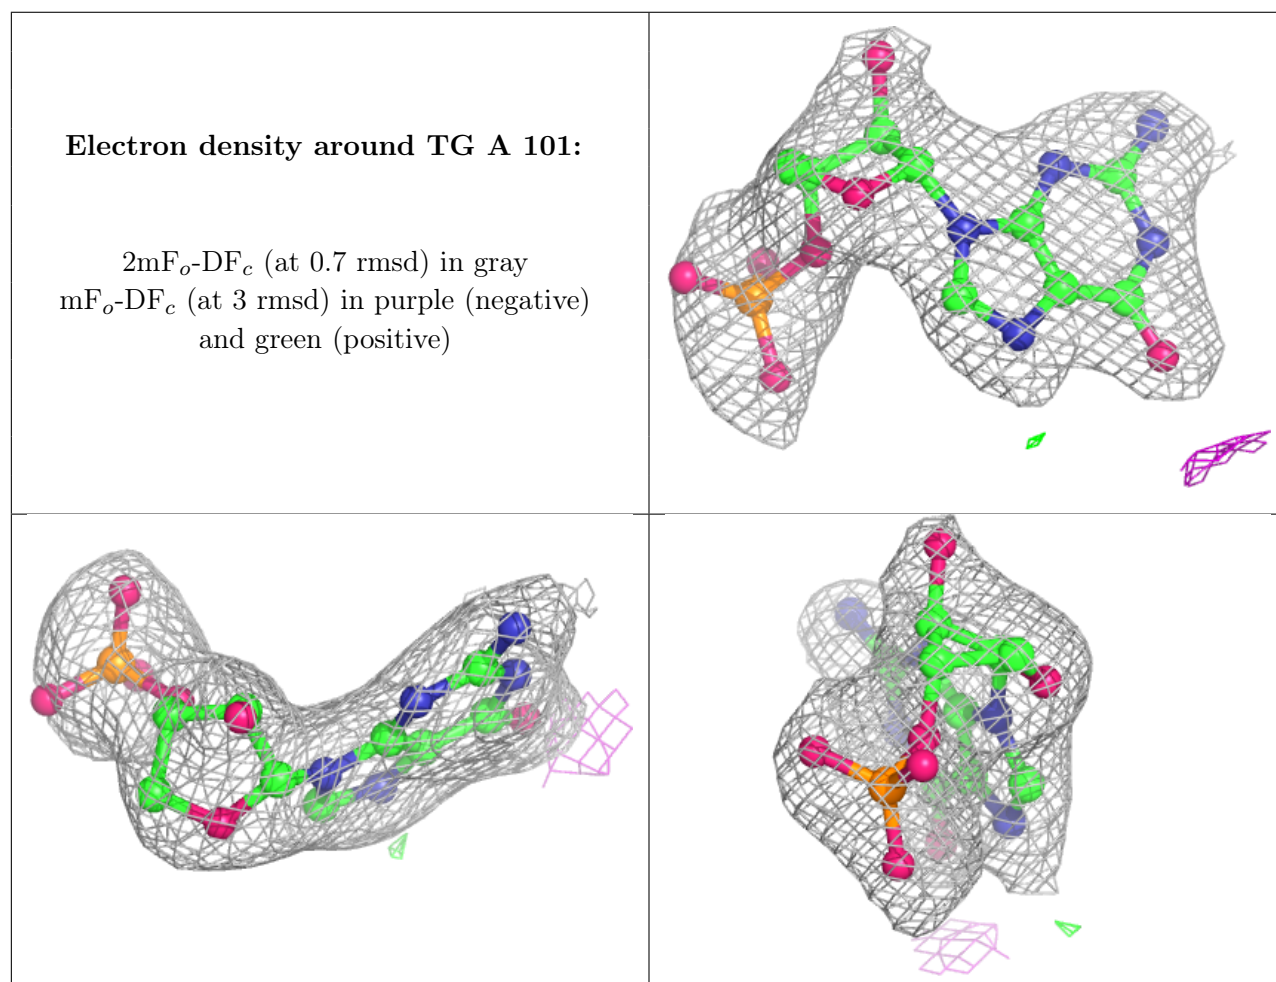 Electron density around TG A 101:
2mFo-DFc (at 0.7 rmsd) in gray
mFo-DFc (at 3 rmsd) in purple (negative)
and green (positive)